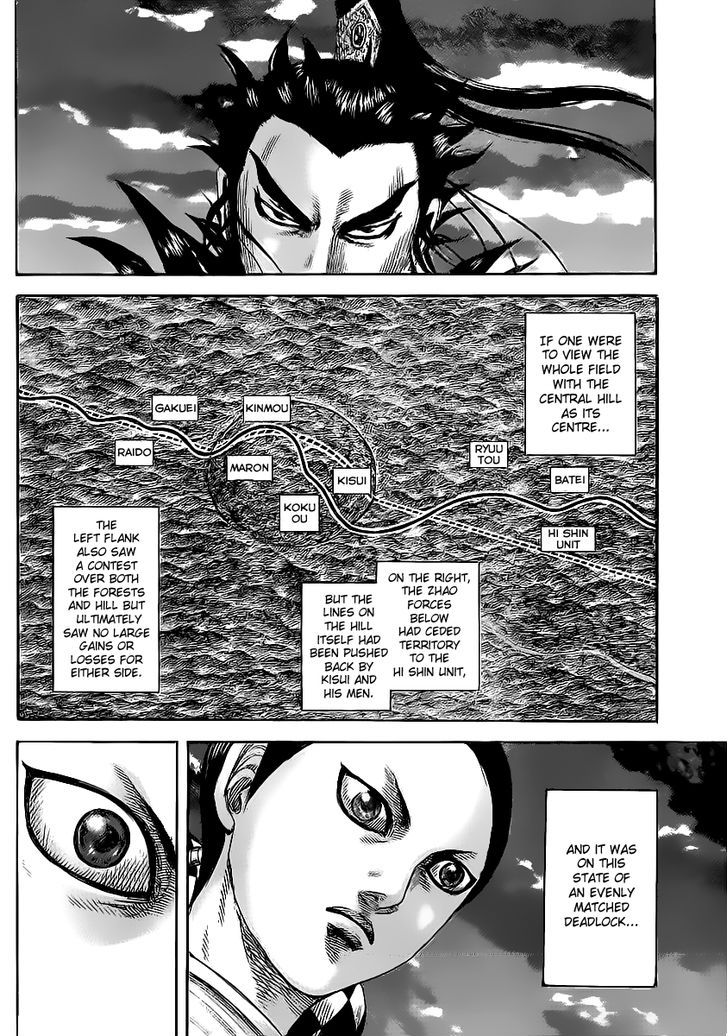 IF ONE WERE
TO VIEW THE
WHOLE FIELD
WITH THE
CENTRAL HILL
AS ITS
CENTRE...
GAKUEI
KINMOU
RAIDO
MARON
KISUI
KOKU
OU
RYUU
TOU
BATEI
HI SHIN
UNIT
ON THE RIGHT,
THE ZHAO
FORCES
BELOW
HAD CEDED
TERRITORY
TO THE
HI SHIN UNIT,
BUT THE
LINES ON
THE HILL
ITSELF HAD
BEEN PUSHED
BACK BY
KISUI AND
HIS MEN.
THE
LEFT FLANK
ALSO SAW
A CONTEST
OVER BOTH
THE FORESTS
AND HILL BUT
ULTIMATELY
SAW NO LARGE
GAINS OR
LOSSES FOR
EITHER SIDE.
AND IT WAS
ON THIS
STATE OF
AN EVENLY
MATCHED
DEADLOCK...